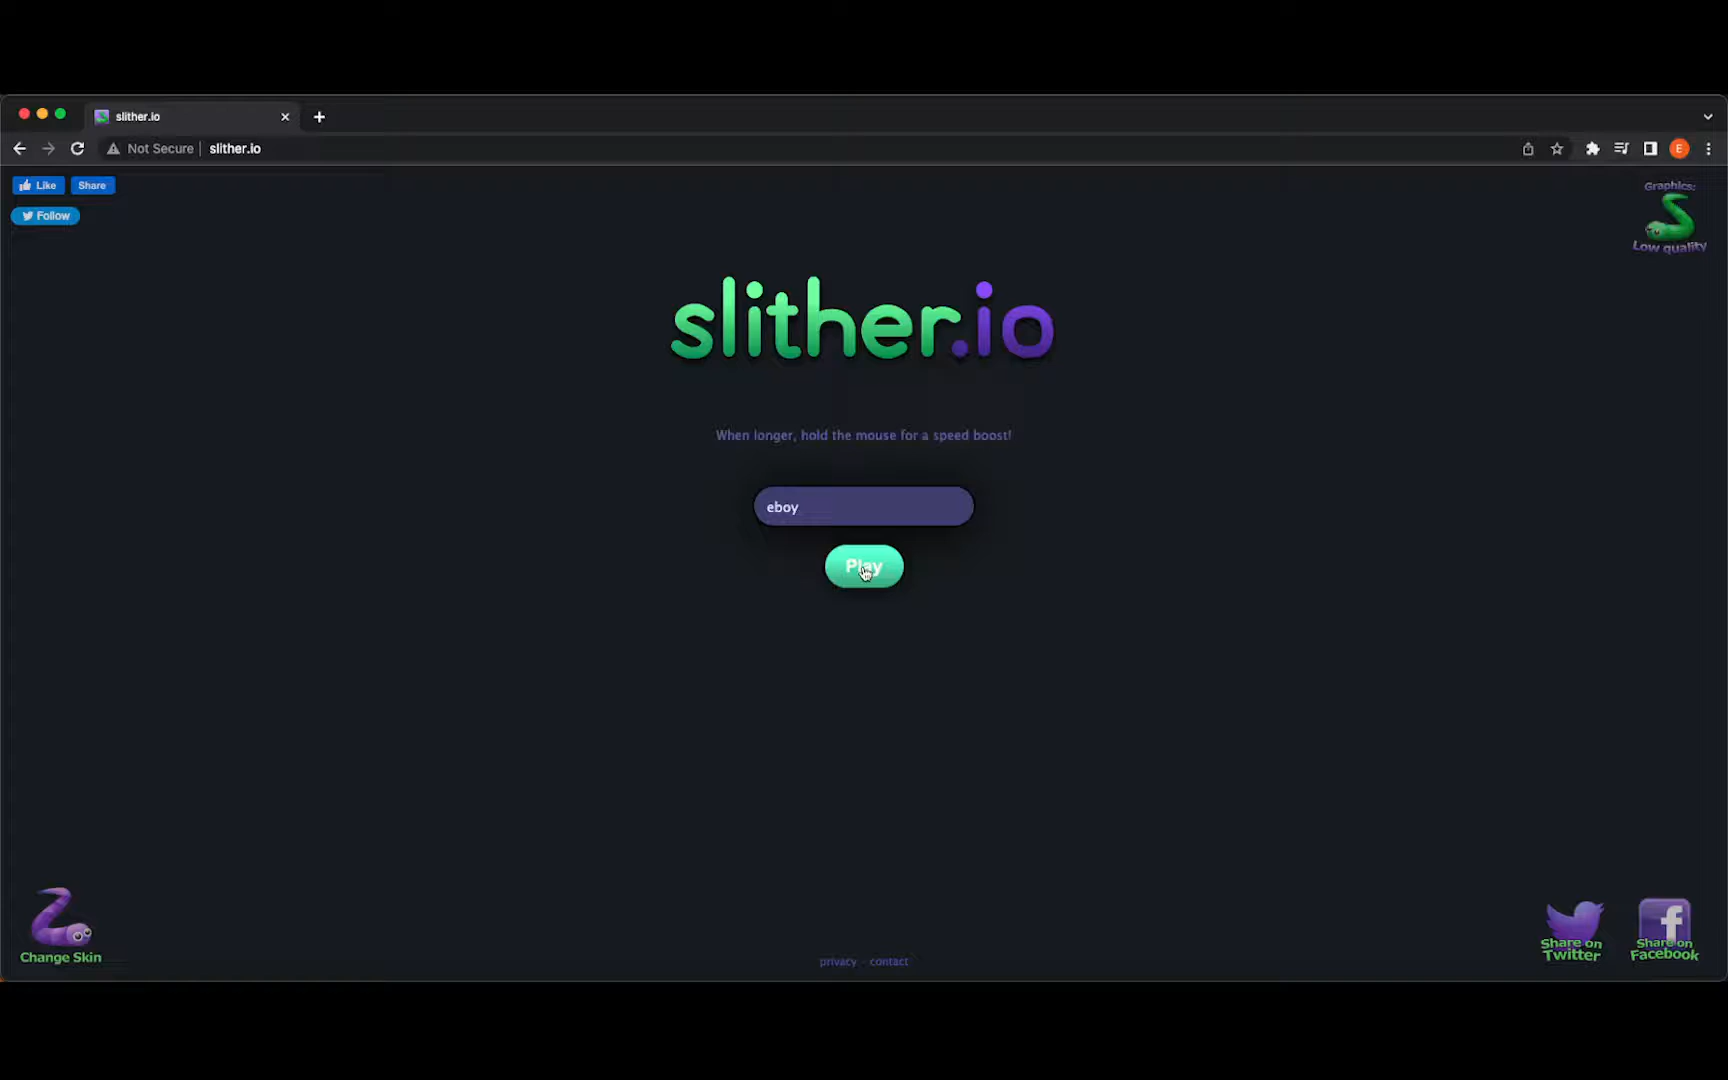 slither.io
Not Secure
slither.io
E
Like
Share
Follow
Graphics:
Low quality
slither.io
When longer, hold the mouse for a speed boost!
eboy
Play
Change Skin
privacy - contact
Share on
Twitter
Share on
Facebook